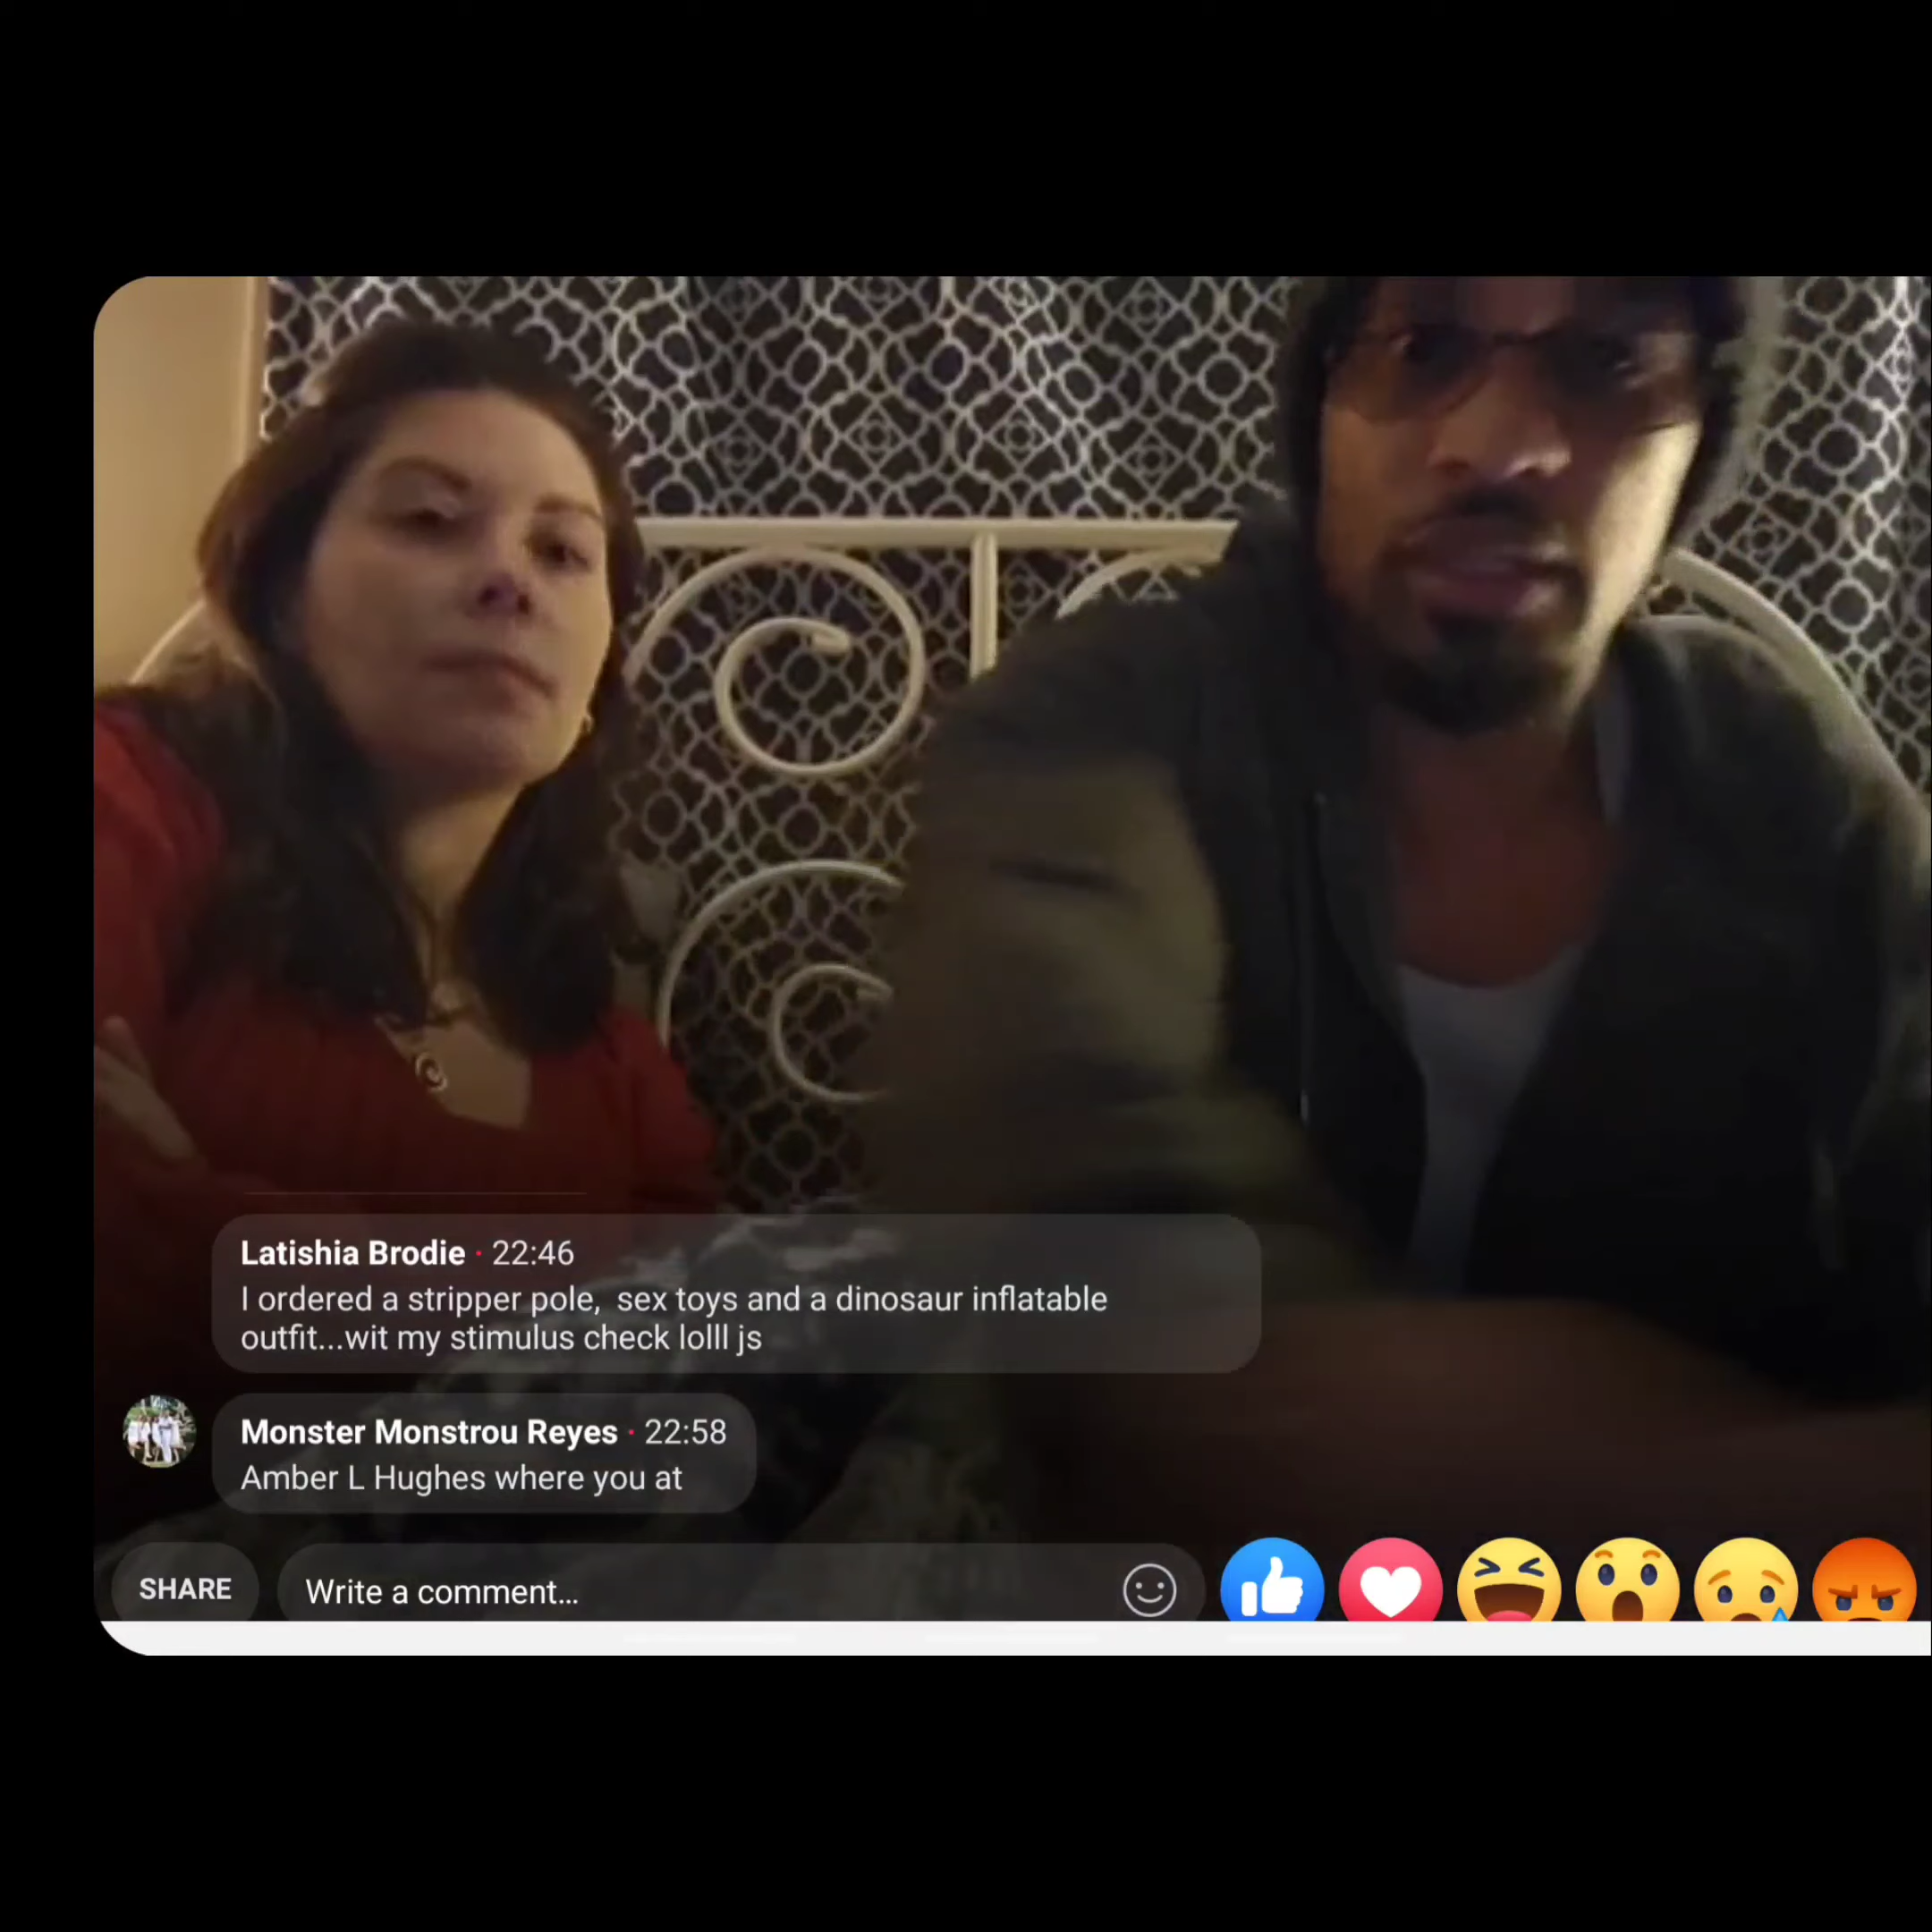 Latishia Brodie · 22:46
I ordered a stripper pole,  sex toys and a dinosaur inflatable
outfit...wit my stimulus check lolll js
Monster Monstrou Reyes · 22:58
Amber L Hughes where you at
SHARE
Write a comment...